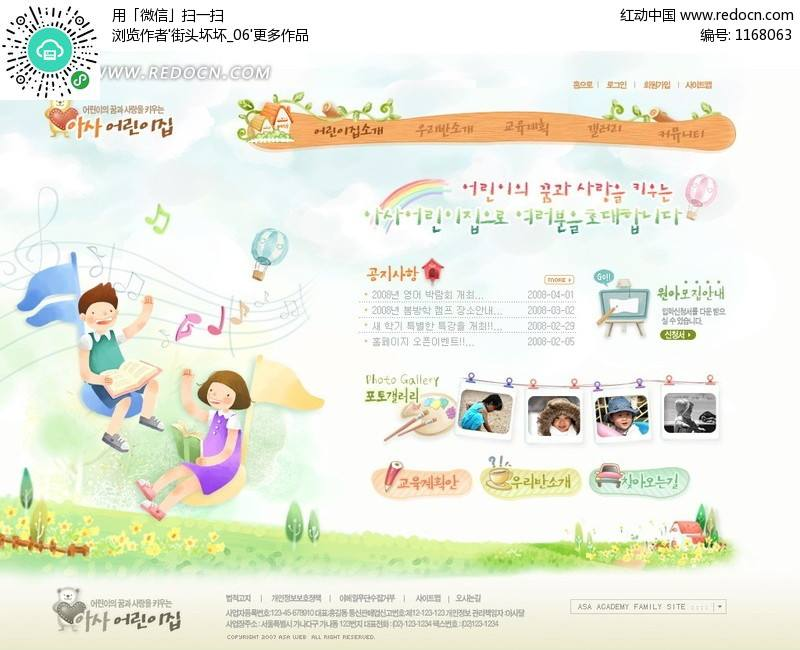 用「微信」扫一扫
浏览作者'街头坏坏_06'更多作品
红动中国 www.redocn.com
编号: 1168063
WWW.REDOCN.COM
홈으로 | 로그인 | 회원가입 | 사이트맵
어린이의 꿈과 사랑을 키우는
아사 어린이집
어린이집소개 우리반소개 교육계획 갤러리 커뮤니티
어린이의 꿈과 사랑을 키우는
아사어린이집으로 여러분을 초대합니다
공지사항
more
2008년 영어 박람회 개최... 2008-04-01
2008년 봄방학 캠프 장소안내... 2008-03-02
새 학기 특별한 특강을 개최!!... 2008-02-29
홈페이지 오픈이벤트!!... 2008-02-05
Go!
원아모집안내
입학신청서를 다운 받으
실 수 있습니다.
신청서
Photo Gallery
포토갤러리
교육계획안
우리반소개
찾아오는길
법적고지 | 개인정보보호정책 | 이메일무단수집거부 | 사이트맵 | 오시는길
어린이의 꿈과 사랑을 키우는
아사 어린이집
사업자등록번호:123-45-678910 대표:홍길동 통신판매업신고번호:제12-123-123 개인정보 관리책임자 :아사달
사업장주소 : 서울특별시 가나다구 가나동 123번지 대표전화 : (02)-123-1234 팩스번호 : (02)123-1234
COPYRIGHT 2007 ASA WEB ALL RIGHT RESERVED.
ASA ACADEMY FAMILY SITE ::::